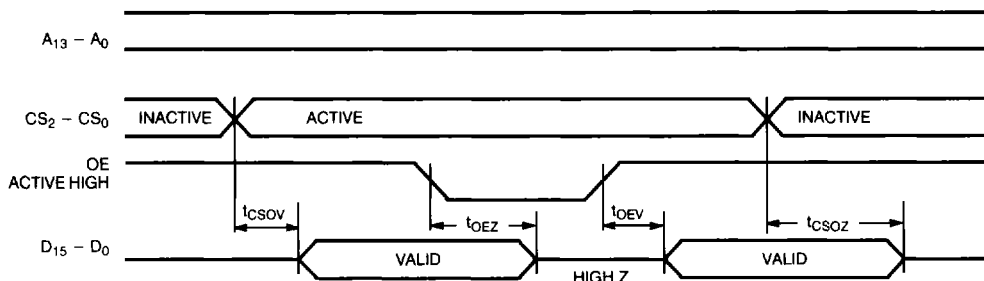 A13 – A0
CS2 – CS0
INACTIVE
ACTIVE
INACTIVE
OE
ACTIVE HIGH
tCSOV
tOEZ
tOEV
tCSOZ
D15 – D0
VALID
HIGH Z
VALID